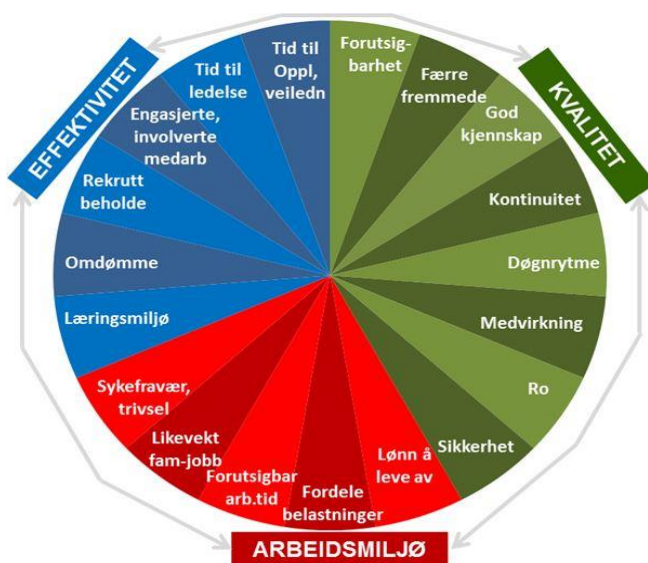 EFFEKTIVITET
KVALITET
ARBEIDSMILJØ
Forutsig-
barhet
Færre
fremmede
God
kjennskap
Kontinuitet
Døgnrytme
Medvirkning
Ro
Sikkerhet
Lønn å
leve av
Fordele
belastninger
Forutsigbar
arb.tid
Likevekt
fam-jobb
Sykefravær,
trivsel
Læringsmiljø
Omdømme
Rekrutt
beholde
Engasjerte,
involverte
medarb
Tid til
ledelse
Tid til
Oppl,
veiledn